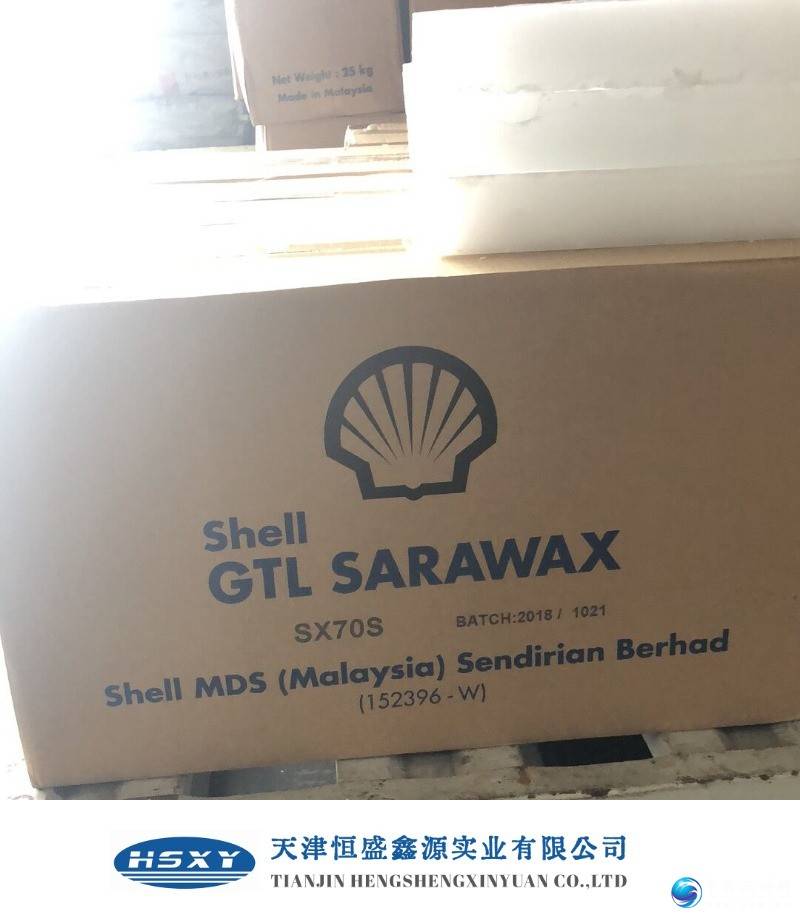 Net Weight : 25 kg
Made in Malaysia
Shell
GTL SARAWAX
SX70S
BATCH:2018 / 1021
Shell MDS (Malaysia) Sendirian Berhad
(152396 - W)
HSXY
天津恒盛鑫源实业有限公司
TIANJIN HENGSHENGXINYUAN CO.,LTD